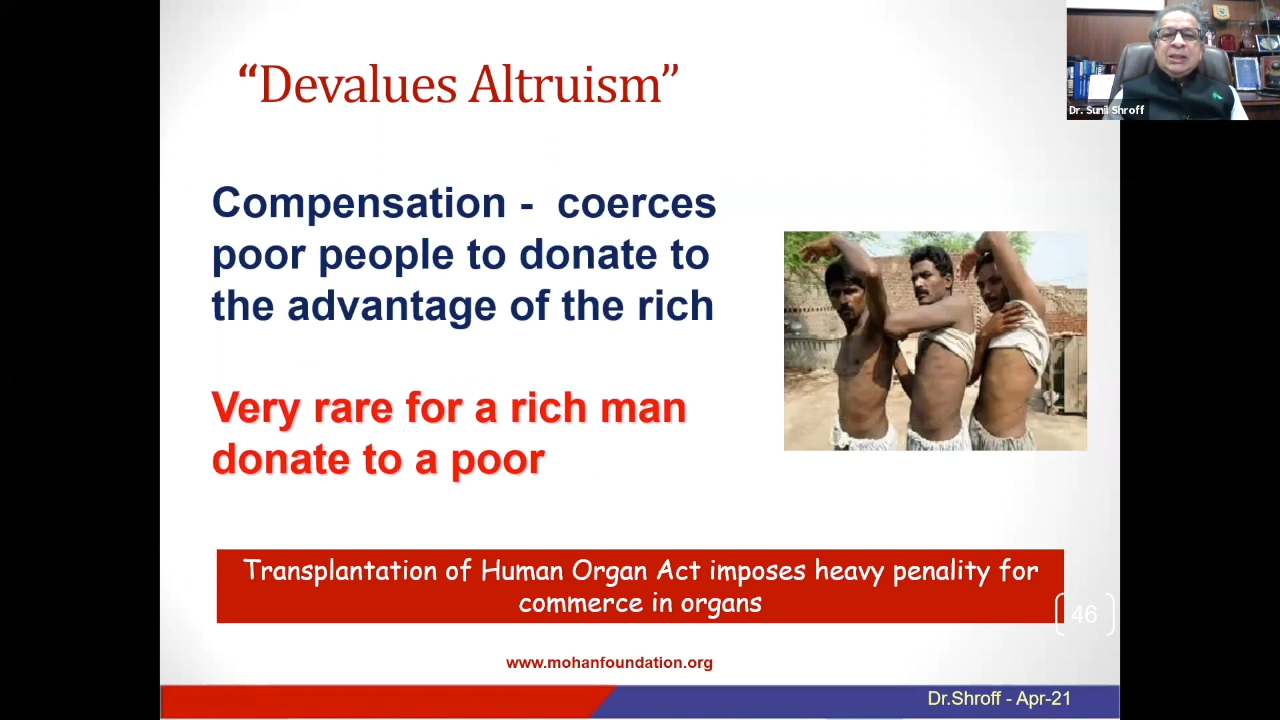 “Devalues Altruism”
Dr. Sunil Shroff
Compensation - coerces
poor people to donate to
the advantage of the rich
Very rare for a rich man
donate to a poor
Transplantation of Human Organ Act imposes heavy penality for
commerce in organs
46
www.mohanfoundation.org
Dr.Shroff - Apr-21